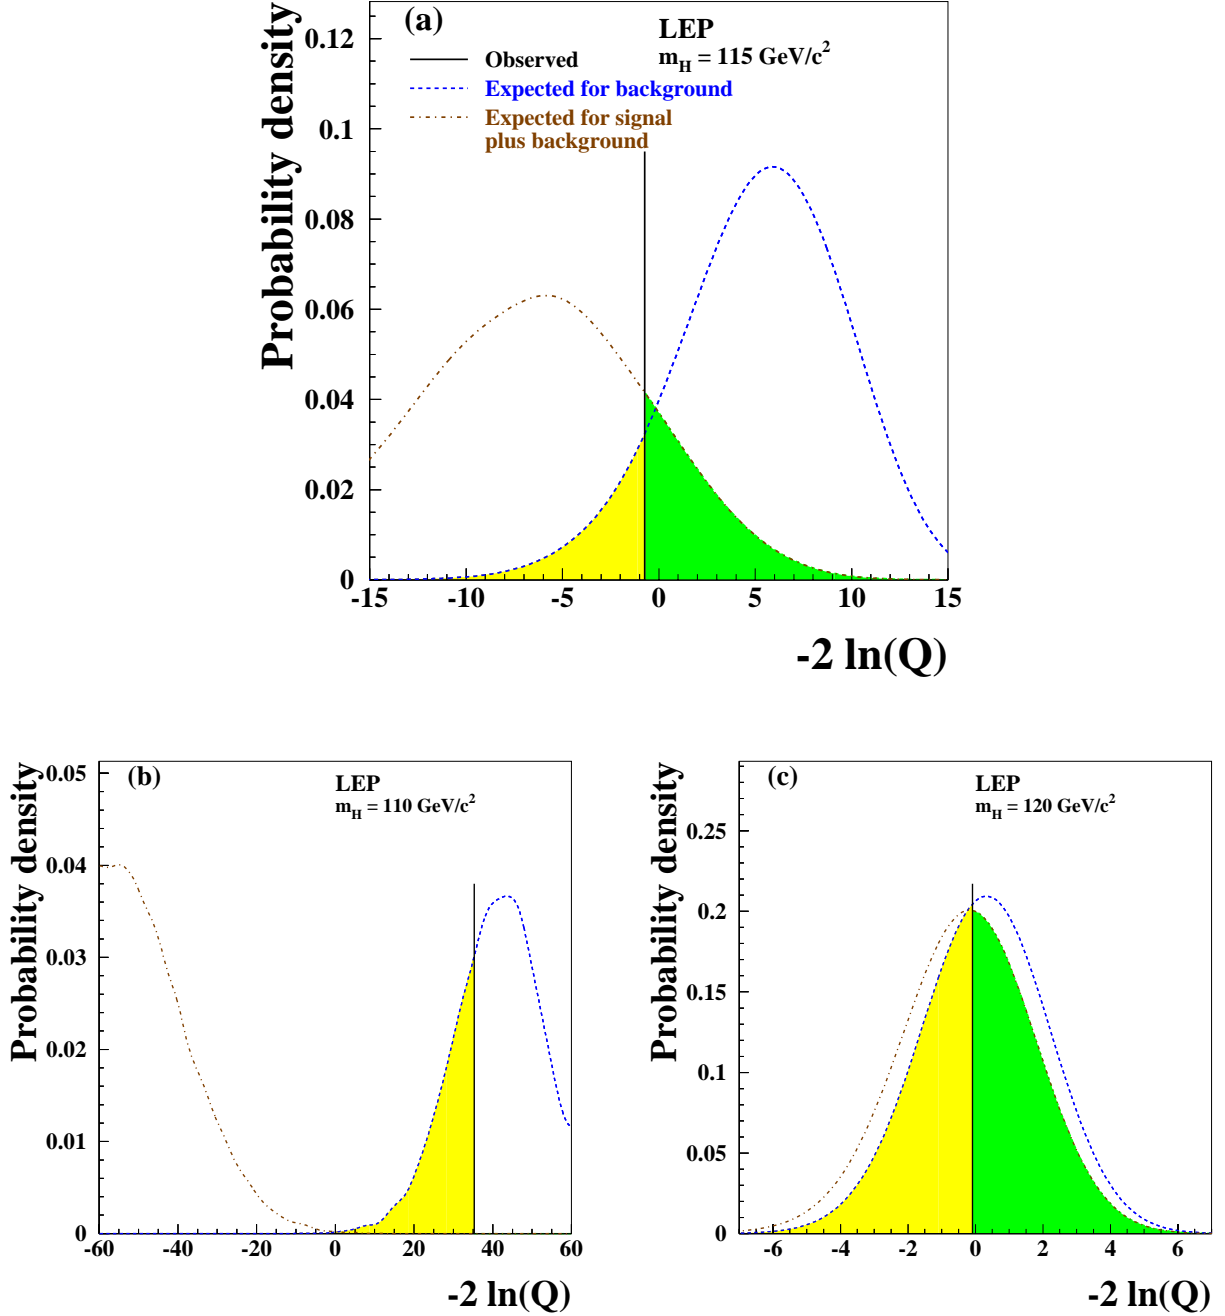 (a)
LEP
m_H = 115 GeV/c²
Observed
Expected for background
Expected for signal
plus background
Probability density
0.12
0.1
0.08
0.06
0.04
0.02
0
-15 -10 -5 0 5 10 15
-2 ln(Q)
(b)
LEP
m_H = 110 GeV/c²
Probability density
0.05
0.04
0.03
0.02
0.01
0
-60 -40 -20 0 20 40 60
-2 ln(Q)
(c)
LEP
m_H = 120 GeV/c²
Probability density
0.25
0.2
0.15
0.1
0.05
0
-6 -4 -2 0 2 4 6
-2 ln(Q)